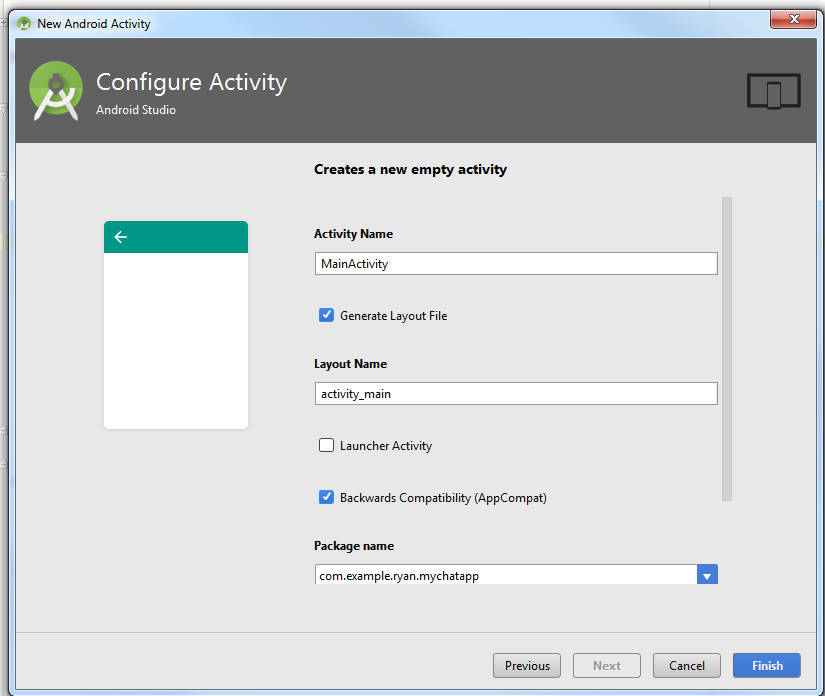 New Android Activity
Configure Activity
Android Studio
Creates a new empty activity
Activity Name
MainActivity
Generate Layout File
Layout Name
activity_main
Launcher Activity
Backwards Compatibility (AppCompat)
Package name
com.example.ryan.mychatapp
Previous
Next
Cancel
Finish